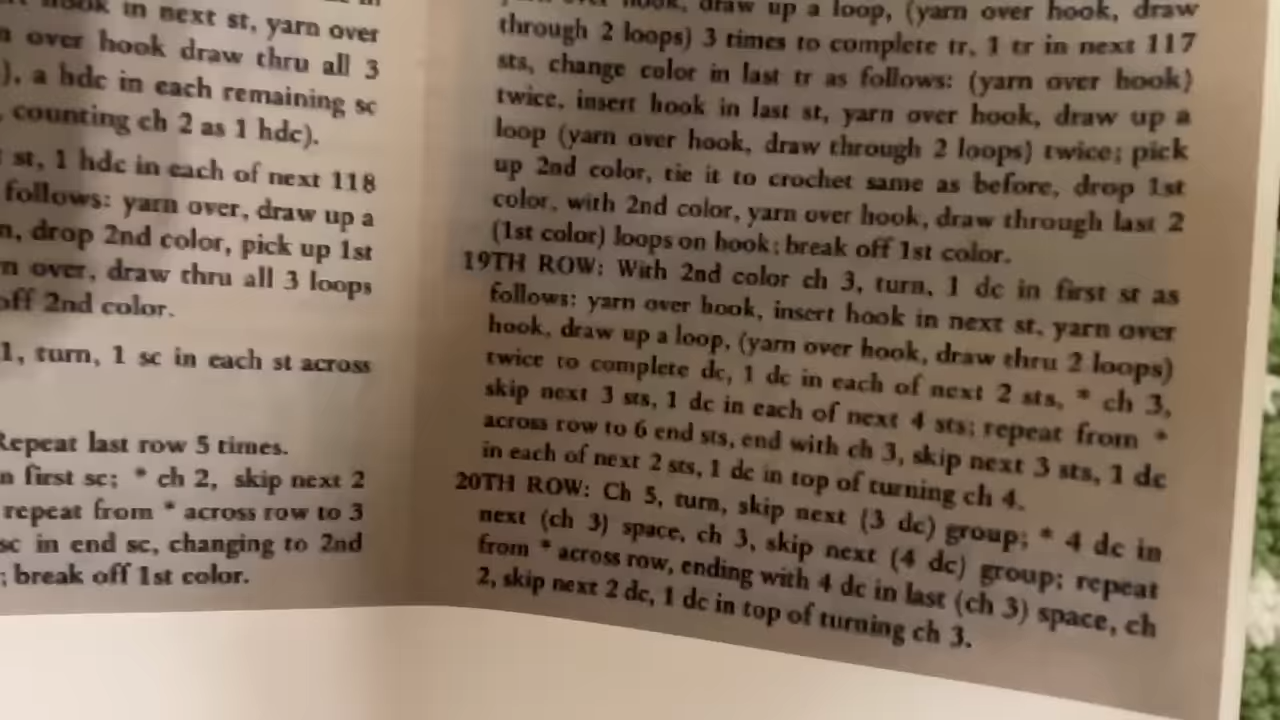 in next st, yarn over
over hook draw thru all 3
), a hdc in each remaining sc
counting ch 2 as 1 hdc).
st, 1 hdc in each of next 118
follows: yarn over, draw up a
n, drop 2nd color, pick up 1st
n over, draw thru all 3 loops
off 2nd color.
1, turn, 1 sc in each st across
Repeat last row 5 times.
n first sc; * ch 2, skip next 2
repeat from * across row to 3
sc in end sc, changing to 2nd
; break off 1st color.
hook, draw up a loop, (yarn over hook, draw
through 2 loops) 3 times to complete tr, 1 tr in next 117
sts, change color in last tr as follows: (yarn over hook)
twice, insert hook in last st, yarn over hook, draw up a
loop (yarn over hook, draw through 2 loops) twice; pick
up 2nd color, tie it to crochet same as before, drop 1st
color, with 2nd color, yarn over hook, draw through last 2
(1st color) loops on hook; break off 1st color.
19TH ROW: With 2nd color ch 3, turn, 1 dc in first st as
follows: yarn over hook, insert hook in next st, yarn over
hook, draw up a loop, (yarn over hook, draw thru 2 loops)
twice to complete dc, 1 dc in each of next 2 sts, * ch 3,
skip next 3 sts, 1 dc in each of next 4 sts; repeat from *
across row to 6 end sts, end with ch 3, skip next 3 sts, 1 dc
in each of next 2 sts, 1 dc in top of turning ch 4.
20TH ROW: Ch 5, turn, skip next (3 dc) group; * 4 dc in
next (ch 3) space, ch 3, skip next (4 dc) group; repeat
from * across row, ending with 4 dc in last (ch 3) space, ch
2, skip next 2 dc, 1 dc in top of turning ch 3.